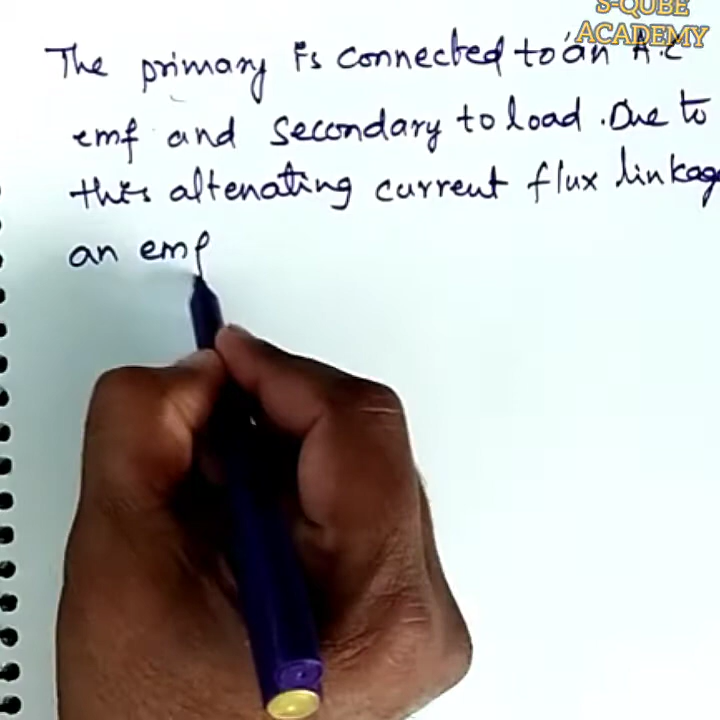 S-QUBE
ACADEMY
The primary is connected to an A.C
emf and secondary to load. Due to
this altenating current flux linkage
an emf